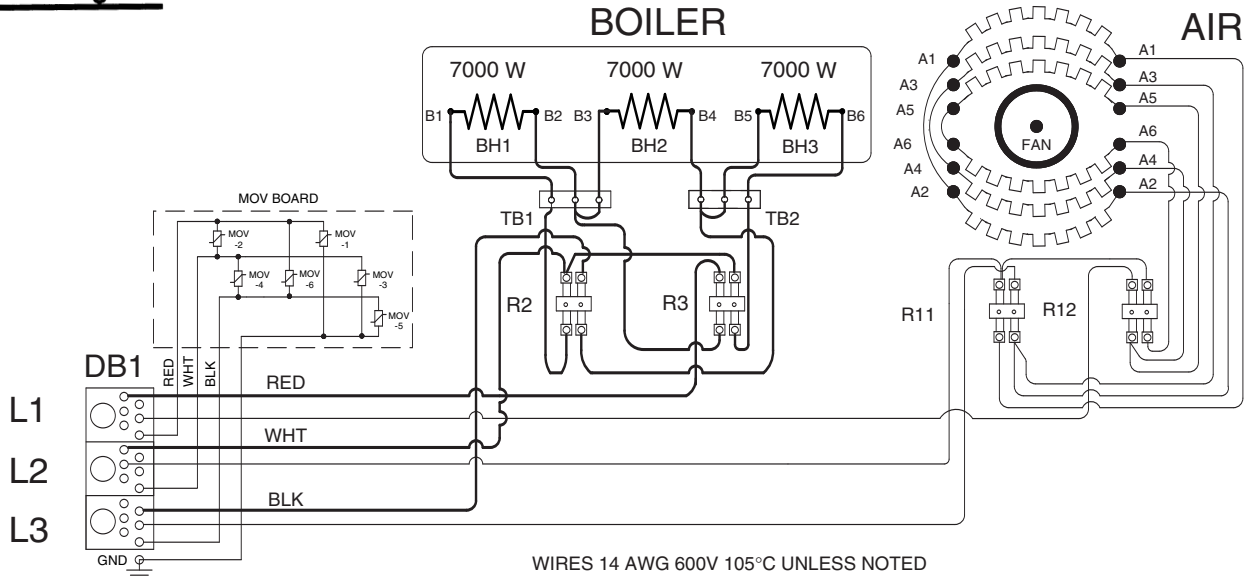 BOILER
AIR
7000 W
7000 W
7000 W
B1
B2
B3
B4
B5
B6
BH1
BH2
BH3
A1
A3
A5
A6
A4
A2
FAN
A1
A3
A5
A6
A4
A2
TB1
TB2
MOV BOARD
MOV
-2
MOV
-1
MOV
-4
MOV
-6
MOV
-3
MOV
-5
R2
R3
R11
R12
DB1
RED
WHT
BLK
RED
L1
WHT
L2
BLK
L3
GND
WIRES 14 AWG 600V 105°C UNLESS NOTED